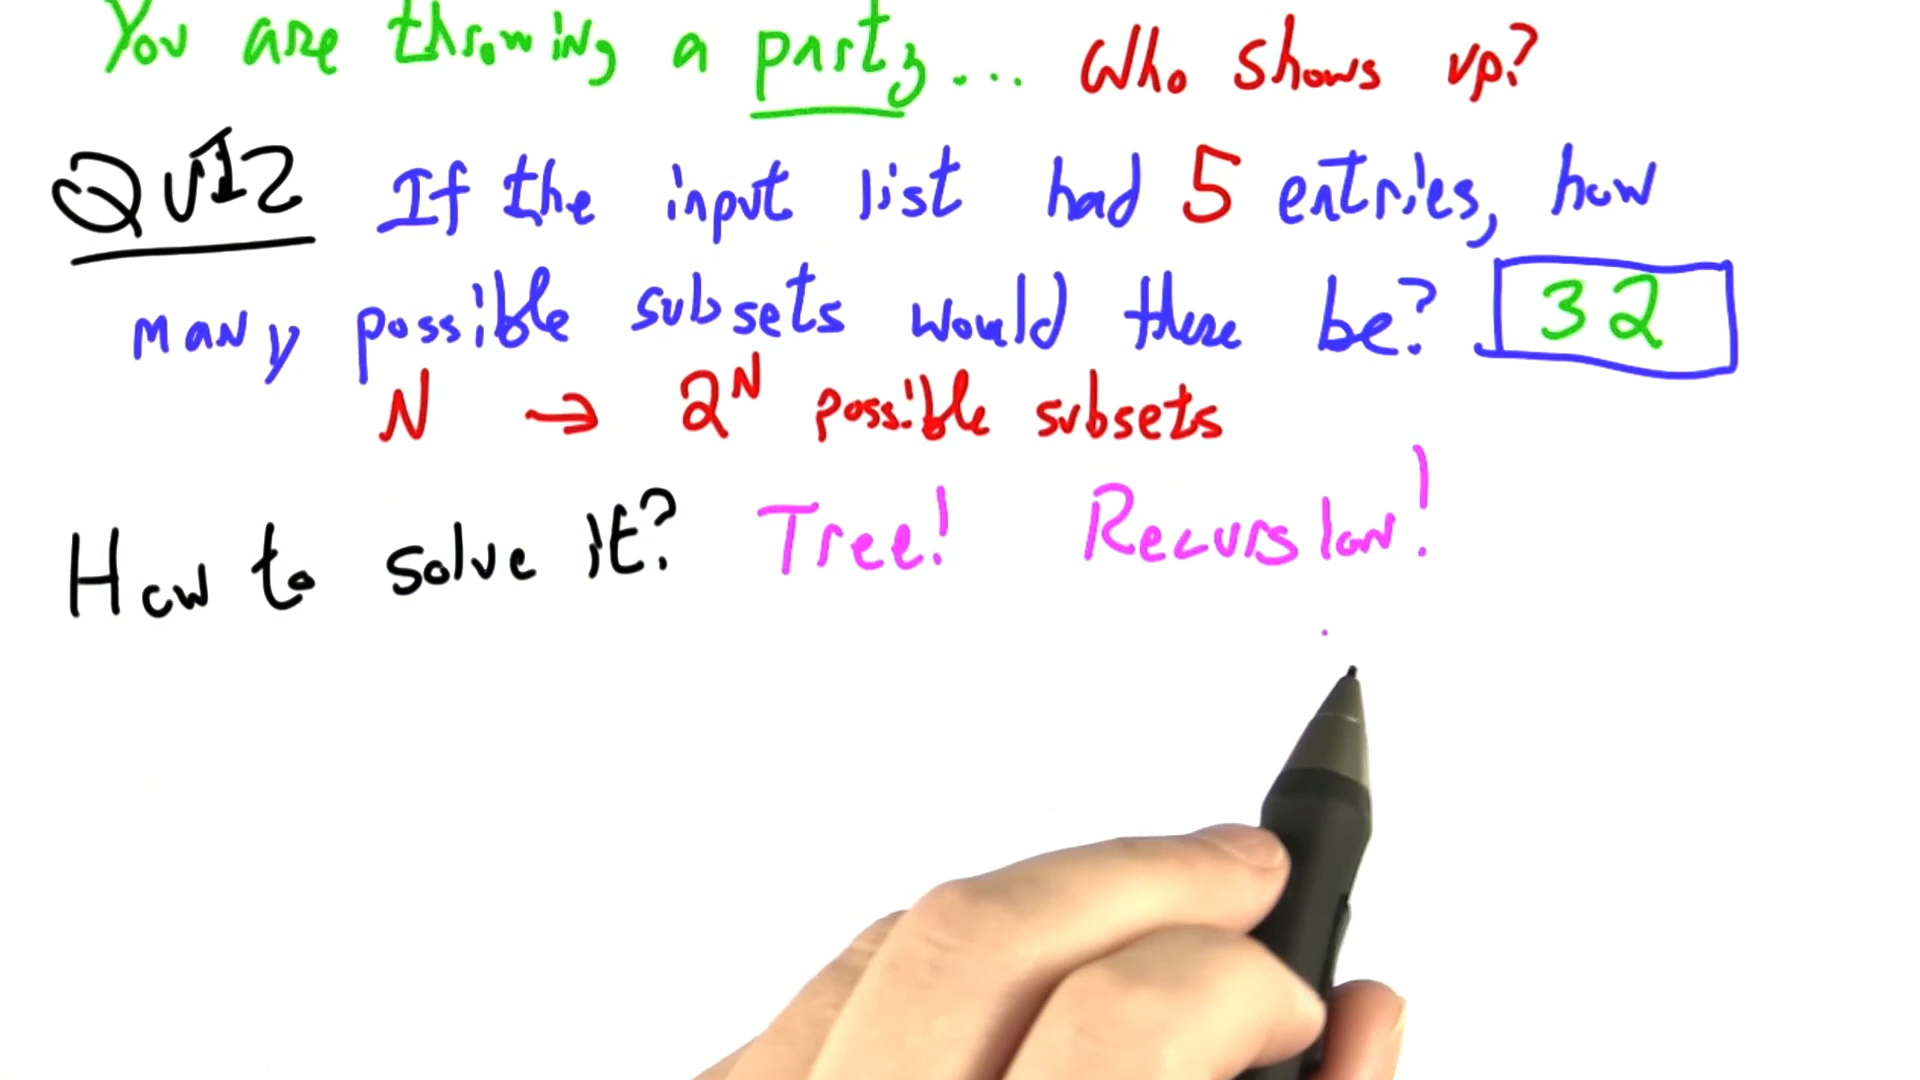 You are throwing a party... Who shows up?
QUIZ If the input list had 5 entries, how
many possible subsets would there be? 32
N → 2^N possible subsets
How to solve it? Tree! Recursion!